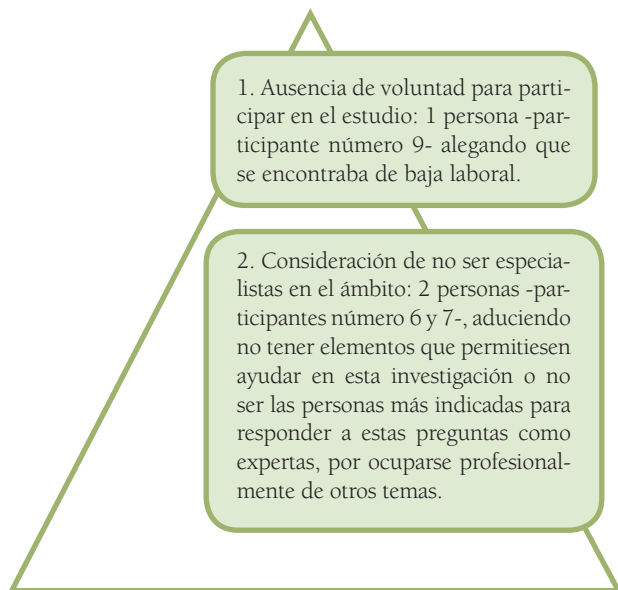 1. Ausencia de voluntad para parti-
cipar en el estudio: 1 persona -par-
ticipante número 9- alegando que
se encontraba de baja laboral.
2. Consideración de no ser especia-
listas en el ámbito: 2 personas -par-
ticipantes número 6 y 7-, aduciendo
no tener elementos que permitiesen
ayudar en esta investigación o no
ser las personas más indicadas para
responder a estas preguntas como
expertas, por ocuparse profesional-
mente de otros temas.